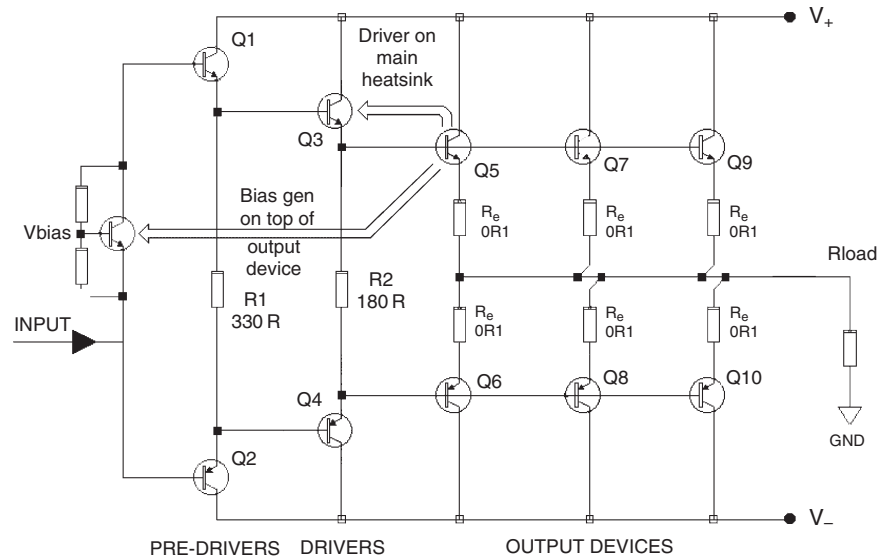 V+
Q1
Driver on
main
heatsink
Q3
Q5
Q7
Q9
Bias gen
on top of
output
device
Vbias
Re
0R1
Re
0R1
Re
0R1
Rload
R1
330 R
R2
180 R
INPUT
Re
0R1
Re
0R1
Re
0R1
Q4
Q6
Q8
Q10
GND
Q2
V–
PRE-DRIVERS
DRIVERS
OUTPUT DEVICES